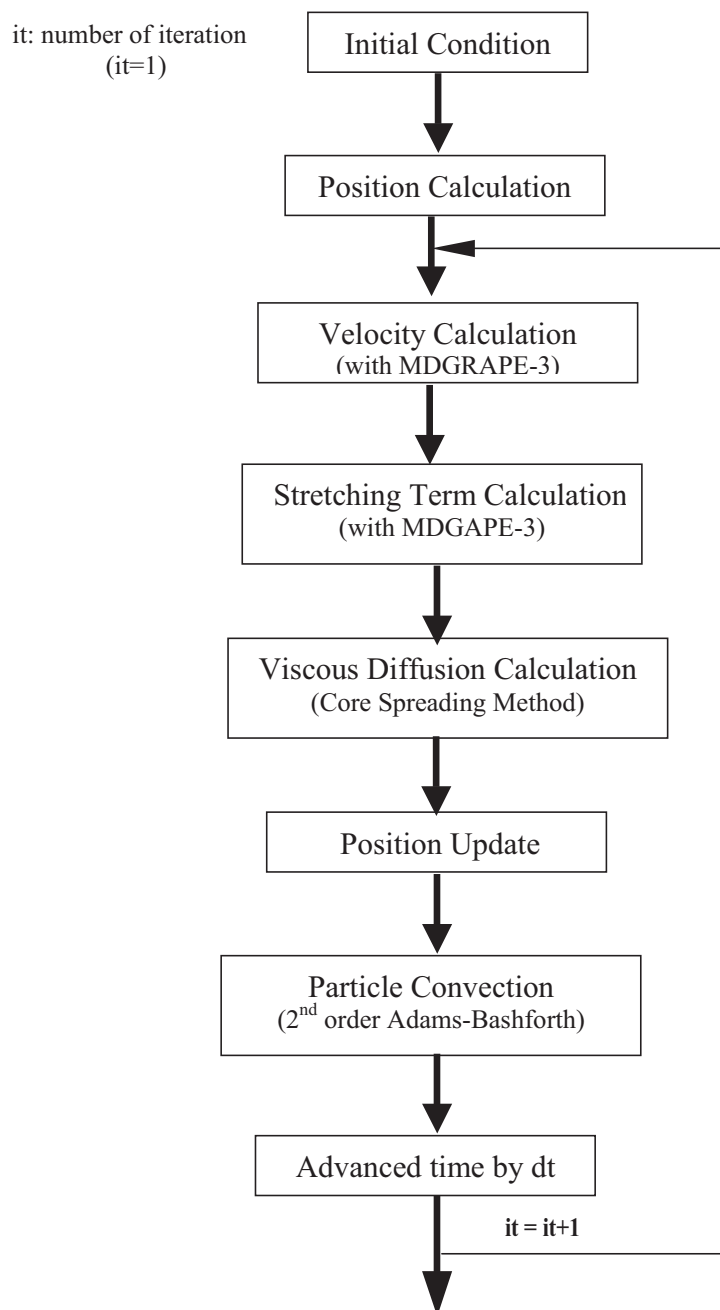 it: number of iteration
(it=1)
Initial Condition
Position Calculation
Velocity Calculation
(with MDGRAPE-3)
Stretching Term Calculation
(with MDGAPE-3)
Viscous Diffusion Calculation
(Core Spreading Method)
Position Update
Particle Convection
(2nd order Adams-Bashforth)
Advanced time by dt
it = it+1